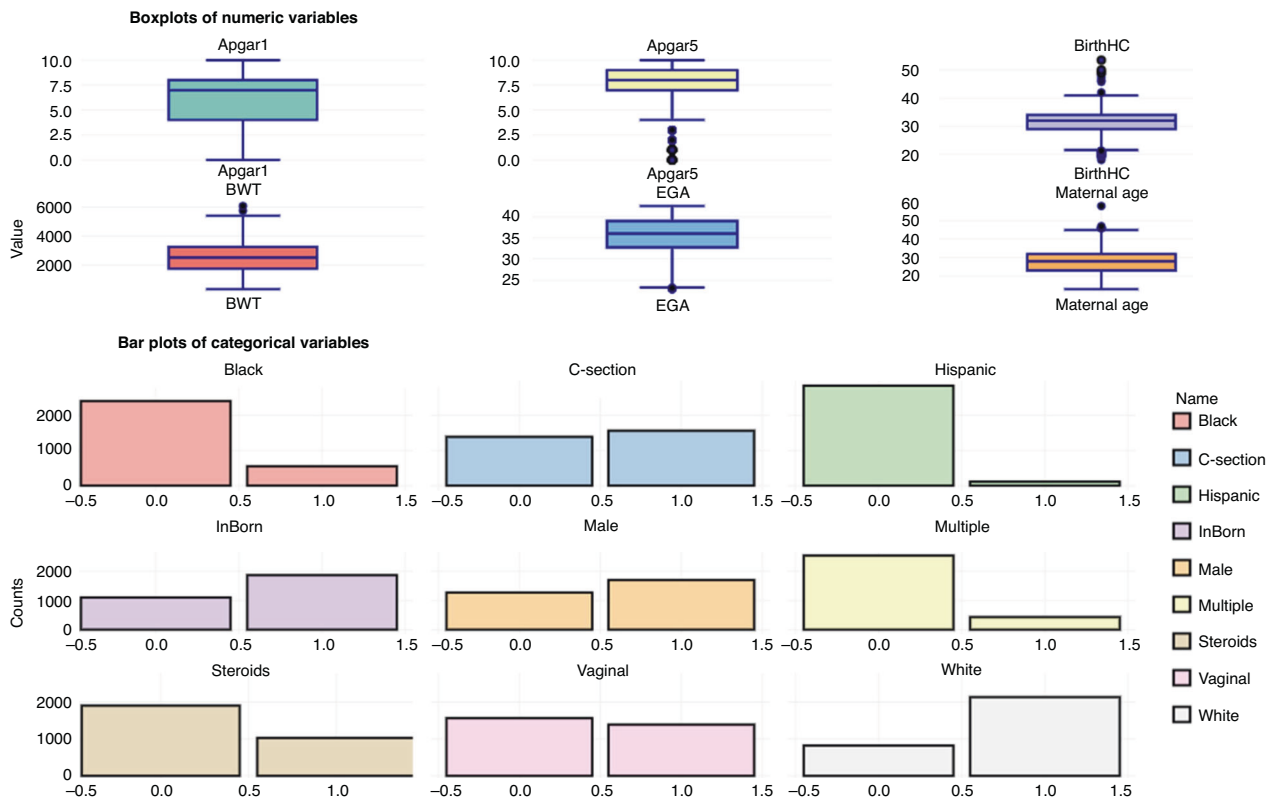 Boxplots of numeric variables
Apgar1 Apgar5 BirthHC
10.0
7.5
5.0
2.5
0.0
10.0
7.5
5.0
2.5
0.0
50
40
30
20
Apgar1 Apgar5 BirthHC
BWT EGA Maternal age
Value
6000
4000
2000
40
35
30
25
60
50
40
30
20
BWT EGA Maternal age
Bar plots of categorical variables
Black C-section Hispanic
2000
1000
0
–0.5 0.0 0.5 1.0 1.5 –0.5 0.0 0.5 1.0 1.5 –0.5 0.0 0.5 1.0 1.5
InBorn Male Multiple
Counts
2000
1000
0
–0.5 0.0 0.5 1.0 1.5 –0.5 0.0 0.5 1.0 1.5 –0.5 0.0 0.5 1.0 1.5
Steroids Vaginal White
2000
1000
0
–0.5 0.0 0.5 1.0 –0.5 0.0 0.5 1.0 1.5 –0.5 0.0 0.5 1.0 1.5
Name
Black
C-section
Hispanic
InBorn
Male
Multiple
Steroids
Vaginal
White